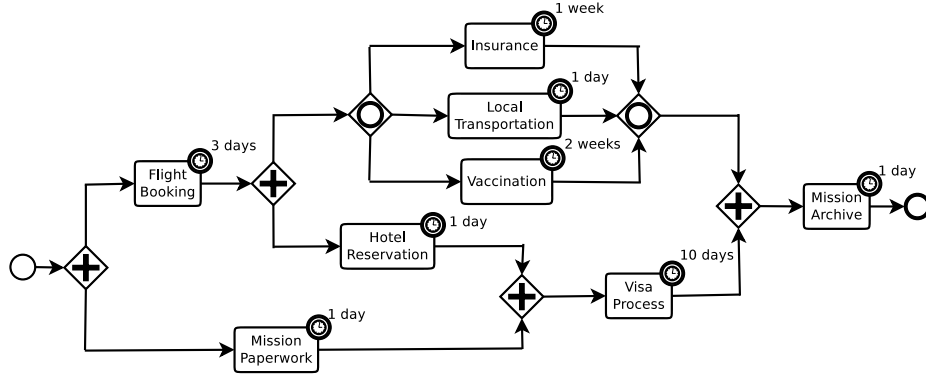 1 week
Insurance
1 day
Local
Transportation
3 days
2 weeks
Flight
Booking
Vaccination
1 day
Mission
Archive
1 day
Hotel
Reservation
10 days
Visa
Process
1 day
Mission
Paperwork